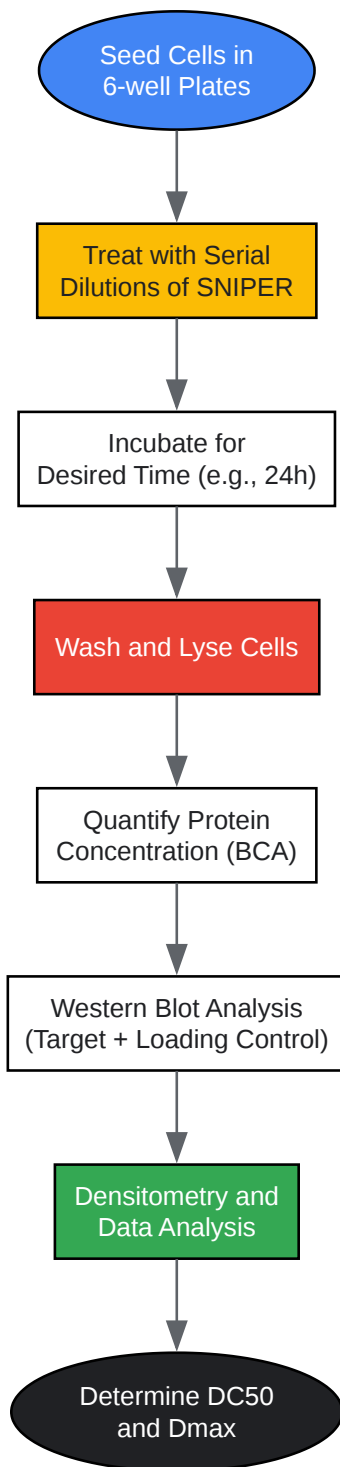 Seed Cells in
6-well Plates
Treat with Serial
Dilutions of SNIPER
Incubate for
Desired Time (e.g., 24h)
Wash and Lyse Cells
Quantify Protein
Concentration (BCA)
Western Blot Analysis
(Target + Loading Control)
Densitometry and
Data Analysis
Determine DC50
and Dmax